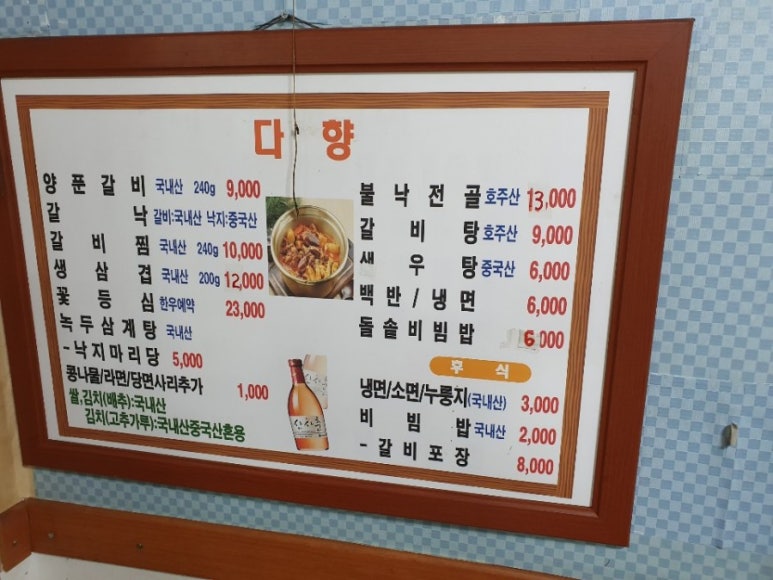 다 향
양푼갈비 국내산 240g 9,000
갈낙 갈비:국내산 낙지:중국산
갈비찜 국내산 240g 10,000
생삼겹 국내산 200g 12,000
꽃등심 한우예약 23,000
녹두삼계탕 국내산
-낙지마리당 5,000
콩나물/라면/당면사리추가 1,000
쌀,김치(배추):국내산
김치(고추가루):국내산중국산혼용
산사춘
불낙전골 호주산 13,000
갈비탕 호주산 9,000
새우탕 중국산 6,000
백반/냉면 6,000
돌솥비빔밥 6,000
후식
냉면/소면/누룽지(국내산) 3,000
비빔밥 국내산 2,000
-갈비포장 8,000